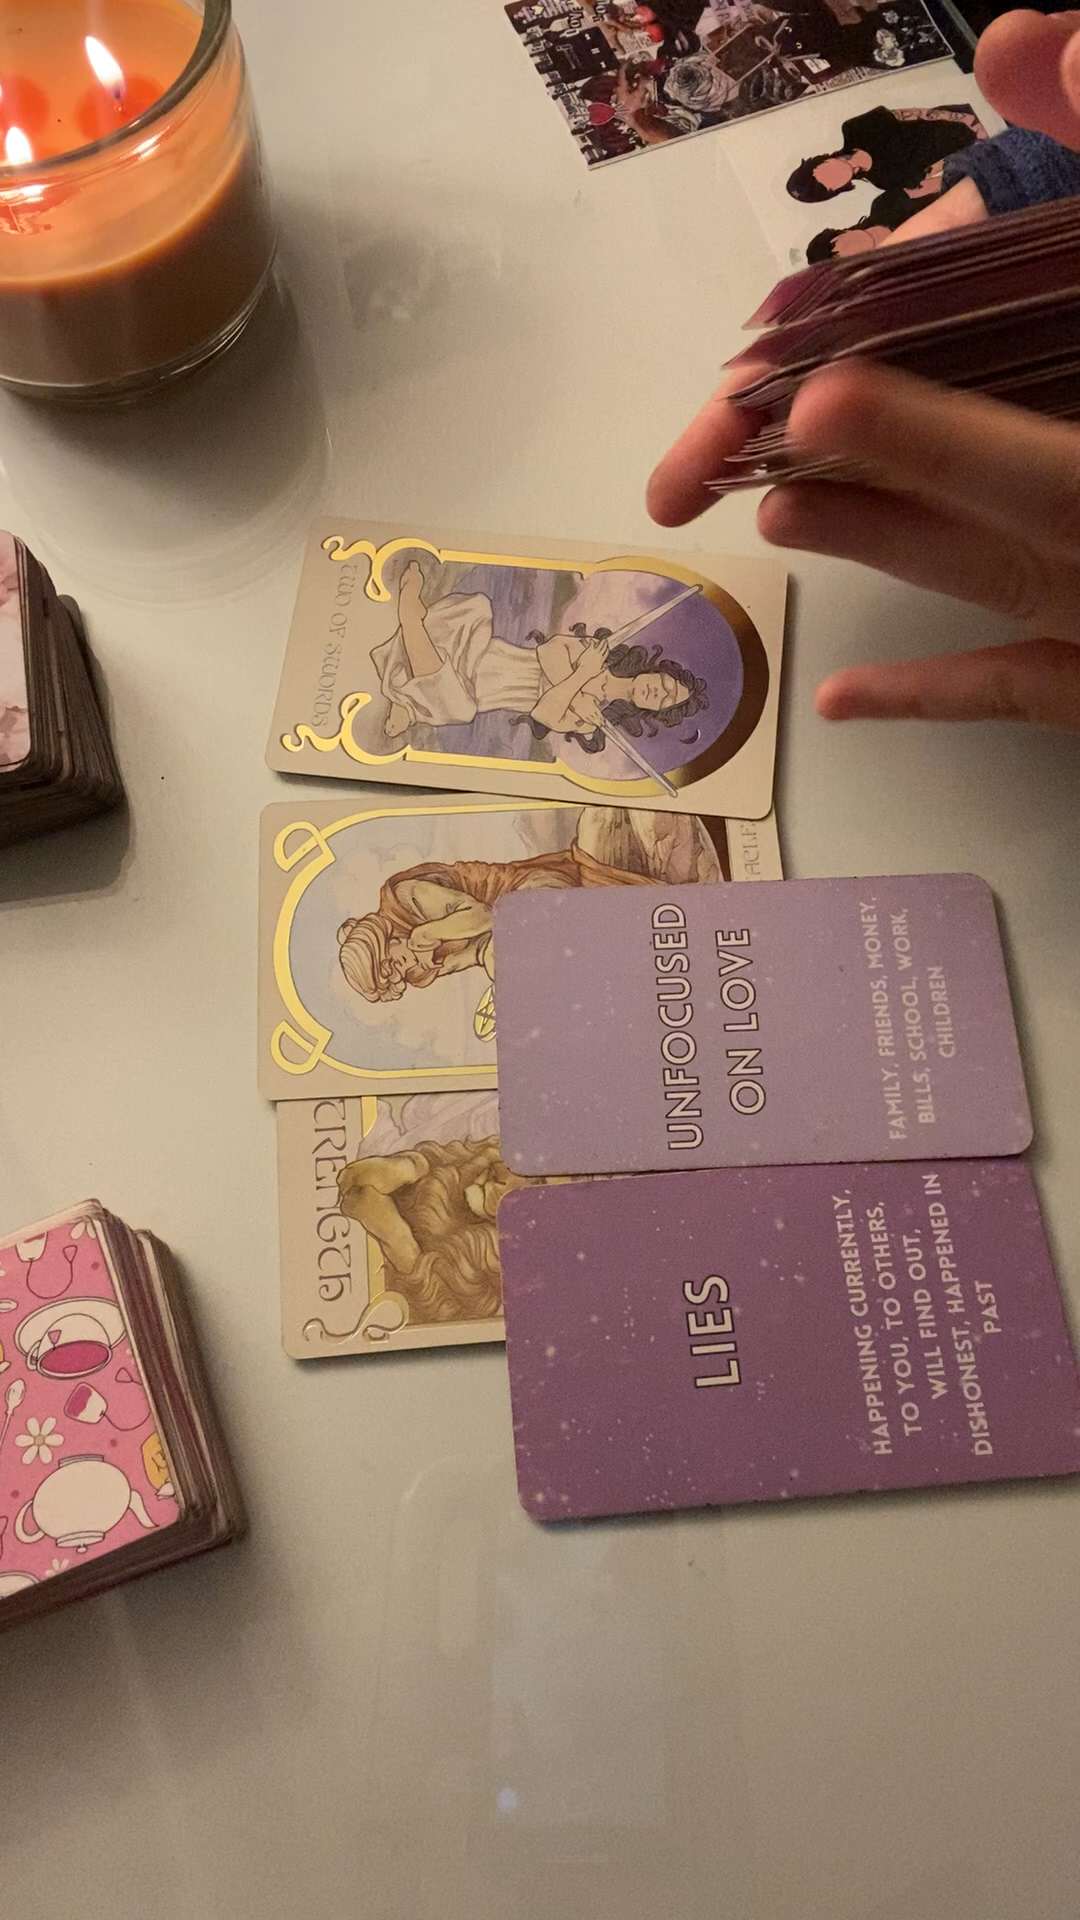 TWO OF SWORDS
UNFOCUSED
ON LOVE
FAMILY, FRIENDS, MONEY,
BILLS, SCHOOL, WORK,
CHILDREN
LIES
HAPPENING CURRENTLY,
TO YOU, TO OTHERS,
WILL FIND OUT,
DISHONEST, HAPPENED IN
PAST